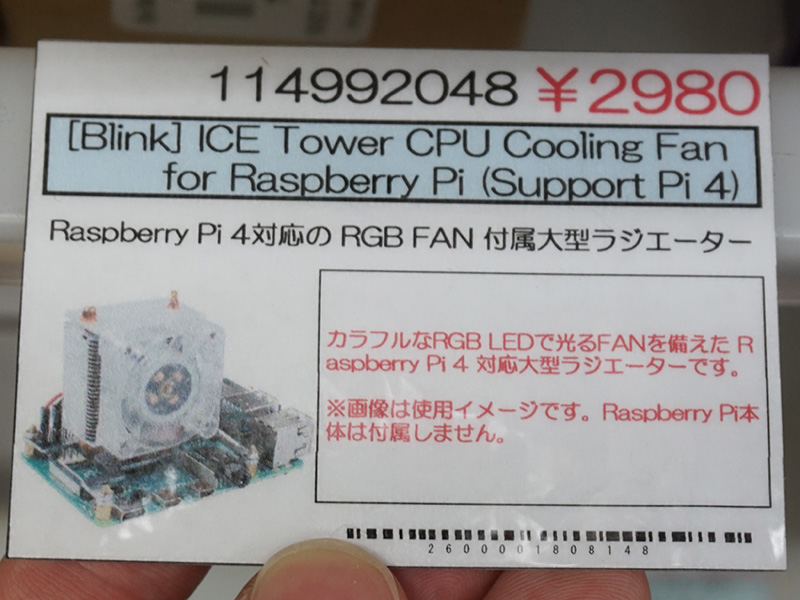 114992048 ¥2980
[Blink] ICE Tower CPU Cooling Fan
for Raspberry Pi (Support Pi 4)
Raspberry Pi 4対応の RGB FAN 付属大型ラジエーター
カラフルなRGB LEDで光るFANを備えた R
aspberry Pi 4 対応大型ラジエーターです。
※画像は使用イメージです。Raspberry Pi本
体は付属しません。
2600001808148